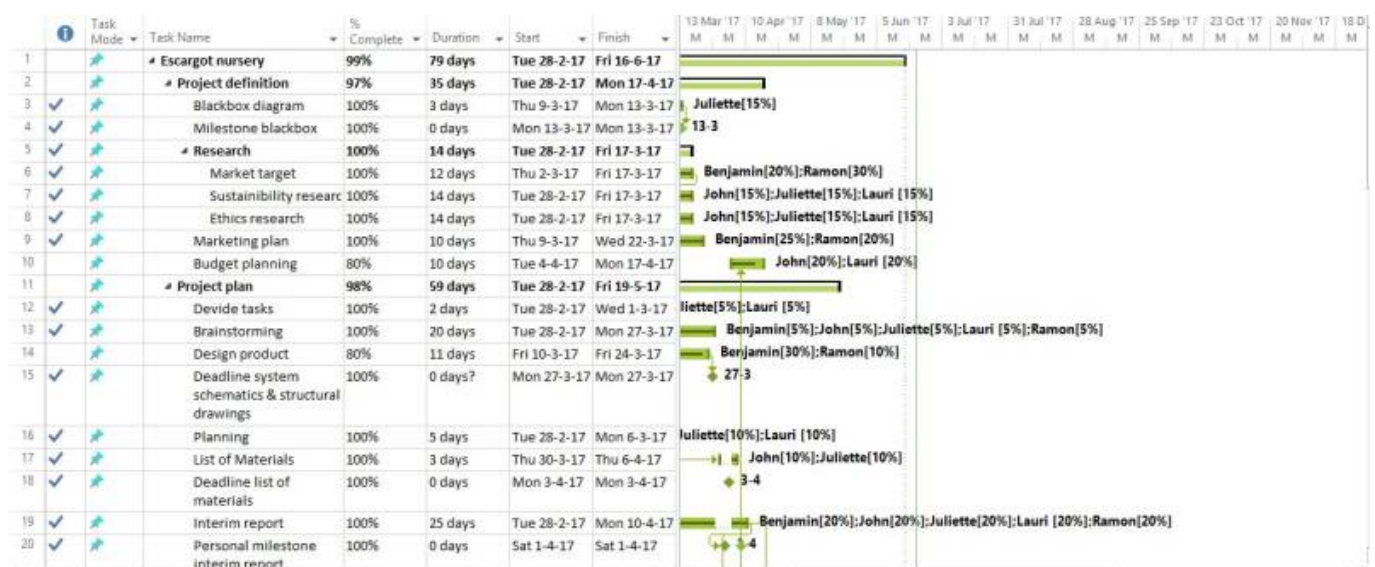 13 Mar '17 10 Apr '17 8 May '17 5 Jun '17 3 Jul '17 31 Jul '17 28 Aug '17 25 Sep '17 23 Oct '17 20 Nov '17 18 D
Task Mode Task Name % Complete Duration Start Finish M M M M M M M M M M M M M M M M M M M M
1 Escargot nursery 99% 79 days Tue 28-2-17 Fri 16-6-17
2 Project definition 97% 35 days Tue 28-2-17 Mon 17-4-17
3 Blackbox diagram 100% 3 days Thu 9-3-17 Mon 13-3-17 Juliette[15%]
4 Milestone blackbox 100% 0 days Mon 13-3-17 Mon 13-3-17 13-3
5 Research 100% 14 days Tue 28-2-17 Fri 17-3-17
6 Market target 100% 12 days Thu 2-3-17 Fri 17-3-17 Benjamin[20%];Ramon[30%]
7 Sustainibility researc 100% 14 days Tue 28-2-17 Fri 17-3-17 John[15%];Juliette[15%];Lauri [15%]
8 Ethics research 100% 14 days Tue 28-2-17 Fri 17-3-17 John[15%];Juliette[15%];Lauri [15%]
9 Marketing plan 100% 10 days Thu 9-3-17 Wed 22-3-17 Benjamin[25%];Ramon[20%]
10 Budget planning 80% 10 days Tue 4-4-17 Mon 17-4-17 John[20%];Lauri [20%]
11 Project plan 98% 59 days Tue 28-2-17 Fri 19-5-17
12 Devide tasks 100% 2 days Tue 28-2-17 Wed 1-3-17 liette[5%];Lauri [5%]
13 Brainstorming 100% 20 days Tue 28-2-17 Mon 27-3-17 Benjamin[5%];John[5%];Juliette[5%];Lauri [5%];Ramon[5%]
14 Design product 80% 11 days Fri 10-3-17 Fri 24-3-17 Benjamin[30%];Ramon[10%]
15 Deadline system 100% 0 days? Mon 27-3-17 Mon 27-3-17 27-3
schematics & structural
drawings
16 Planning 100% 5 days Tue 28-2-17 Mon 6-3-17 Juliette[10%];Lauri [10%]
17 List of Materials 100% 3 days Thu 30-3-17 Thu 6-4-17 John[10%];Juliette[10%]
18 Deadline list of 100% 0 days Mon 3-4-17 Mon 3-4-17 3-4
materials
19 Interim report 100% 25 days Tue 28-2-17 Mon 10-4-17 Benjamin[20%];John[20%];Juliette[20%];Lauri [20%];Ramon[20%]
20 Personal milestone 100% 0 days Sat 1-4-17 Sat 1-4-17
interim report